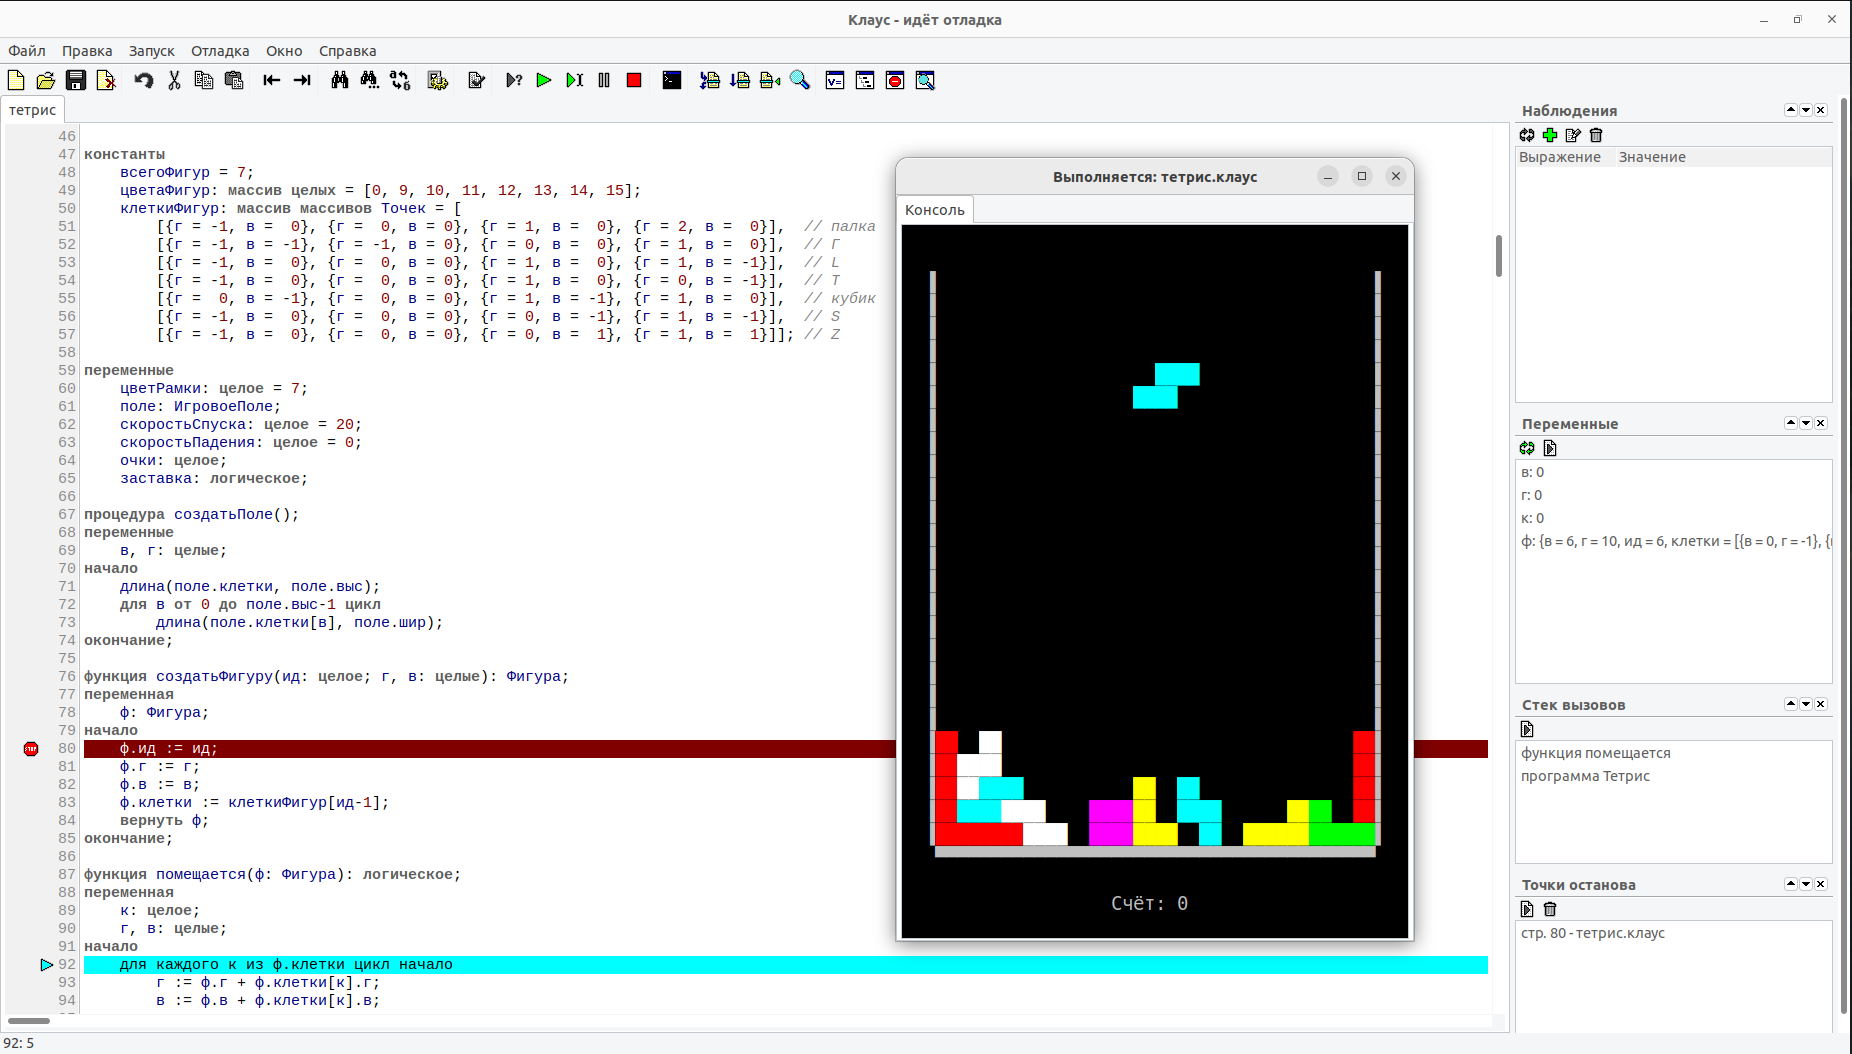 Клаус - идёт отладка
Файл Правка Запуск Отладка Окно Справка
тетрис
46
47 константы
48     всегоФигур = 7;
49     цветаФигур: массив целых = [0, 9, 10, 11, 12, 13, 14, 15];
50     клеткиФигур: массив массивов Точек = [
51         [{г = -1, в =  0}, {г =  0, в = 0}, {г = 1, в =  0}, {г = 2, в =  0}],  // палка
52         [{г = -1, в = -1}, {г = -1, в = 0}, {г = 0, в =  0}, {г = 1, в =  0}],  // Г
53         [{г = -1, в =  0}, {г =  0, в = 0}, {г = 1, в =  0}, {г = 1, в = -1}],  // L
54         [{г = -1, в =  0}, {г =  0, в = 0}, {г = 1, в =  0}, {г = 0, в = -1}],  // T
55         [{г =  0, в = -1}, {г =  0, в = 0}, {г = 1, в = -1}, {г = 1, в =  0}],  // кубик
56         [{г = -1, в =  0}, {г =  0, в = 0}, {г = 0, в = -1}, {г = 1, в = -1}],  // S
57         [{г = -1, в =  0}, {г =  0, в = 0}, {г = 0, в =  1}, {г = 1, в =  1}]]; // Z
58
59 переменные
60     цветРамки: целое = 7;
61     поле: ИгровоеПоле;
62     скоростьСпуска: целое = 20;
63     скоростьПадения: целое = 0;
64     очки: целое;
65     заставка: логическое;
66
67 процедура создатьПоле();
68 переменные
69     в, г: целые;
70 начало
71     длина(поле.клетки, поле.выс);
72     для в от 0 до поле.выс-1 цикл
73         длина(поле.клетки[в], поле.шир);
74 окончание;
75
76 функция создатьФигуру(ид: целое; г, в: целые): Фигура;
77 переменная
78     ф: Фигура;
79 начало
80     ф.ид := ид;
81     ф.г := г;
82     ф.в := в;
83     ф.клетки := клеткиФигур[ид-1];
84     вернуть ф;
85 окончание;
86
87 функция помещается(ф: Фигура): логическое;
88 переменная
89     к: целое;
90     г, в: целые;
91 начало
92     для каждого к из ф.клетки цикл начало
93         г := ф.г + ф.клетки[к].г;
94         в := ф.в + ф.клетки[к].в;
92: 5
Выполняется: тетрис.клаус
Консоль
Счёт: 0
Наблюдения
Выражение Значение
Переменные
в: 0
г: 0
к: 0
ф: {в = 6, г = 10, ид = 6, клетки = [{в = 0, г = -1}, {
Стек вызовов
функция помещается
программа Тетрис
Точки останова
стр. 80 - тетрис.клаус